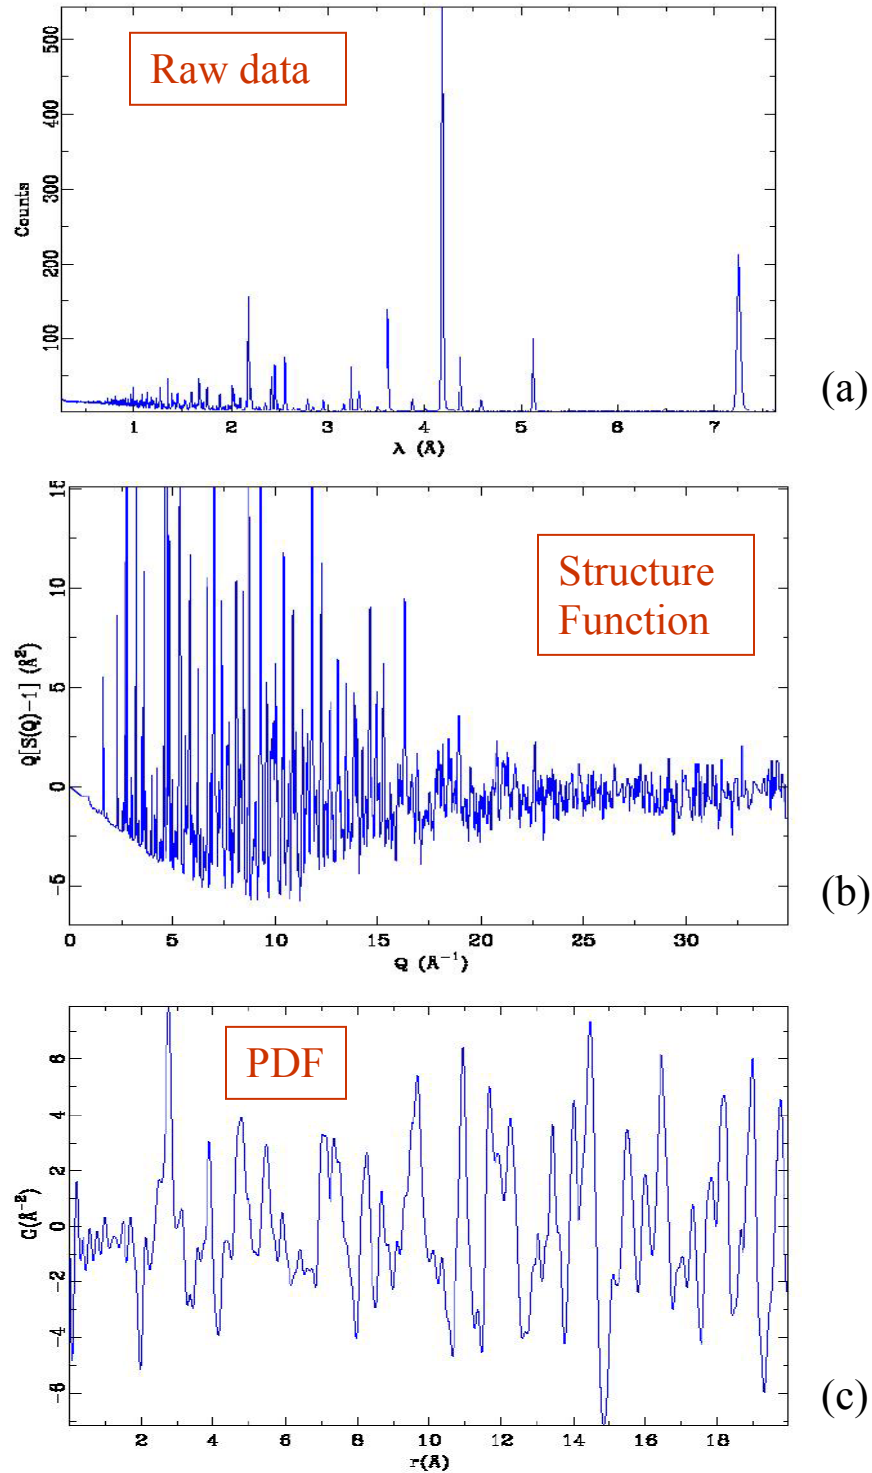 Raw data
500
400
300
200
100
Counts
1 2 3 4 5 6 7
λ (Å)
(a)
Structure
Function
15
10
5
0
-5
Q[S(Q)-1] (Å²)
0 5 10 15 20 25 30
Q (Å⁻¹)
(b)
PDF
6
4
2
0
-2
-4
-6
G(Å⁻²)
2 4 6 8 10 12 14 16 18
r(Å)
(c)